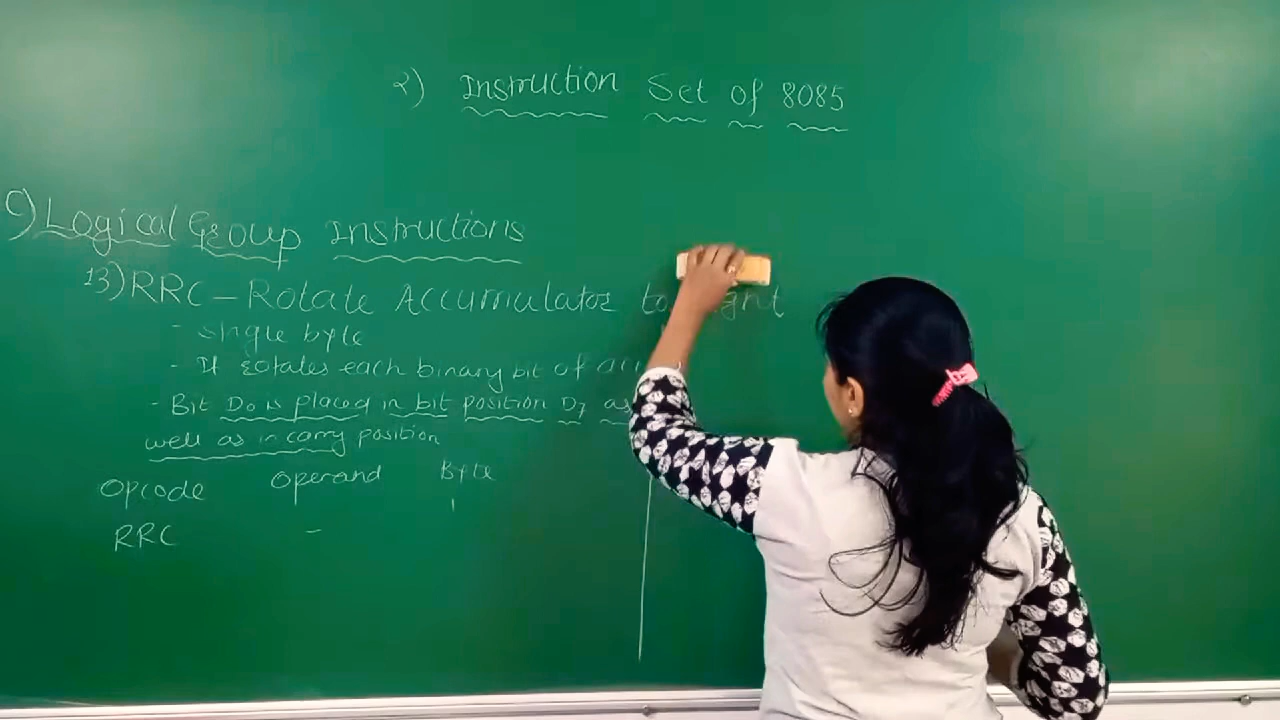 2) Instruction Set of 8085
C) Logical Group Instructions
13) RRC - Rotate Accumulator to
- single byte
- It rotates each binary bit of
- Bit D0 is placed in bit position D7 as
well as in carry position
Opcode Operand Byte
RRC - 1